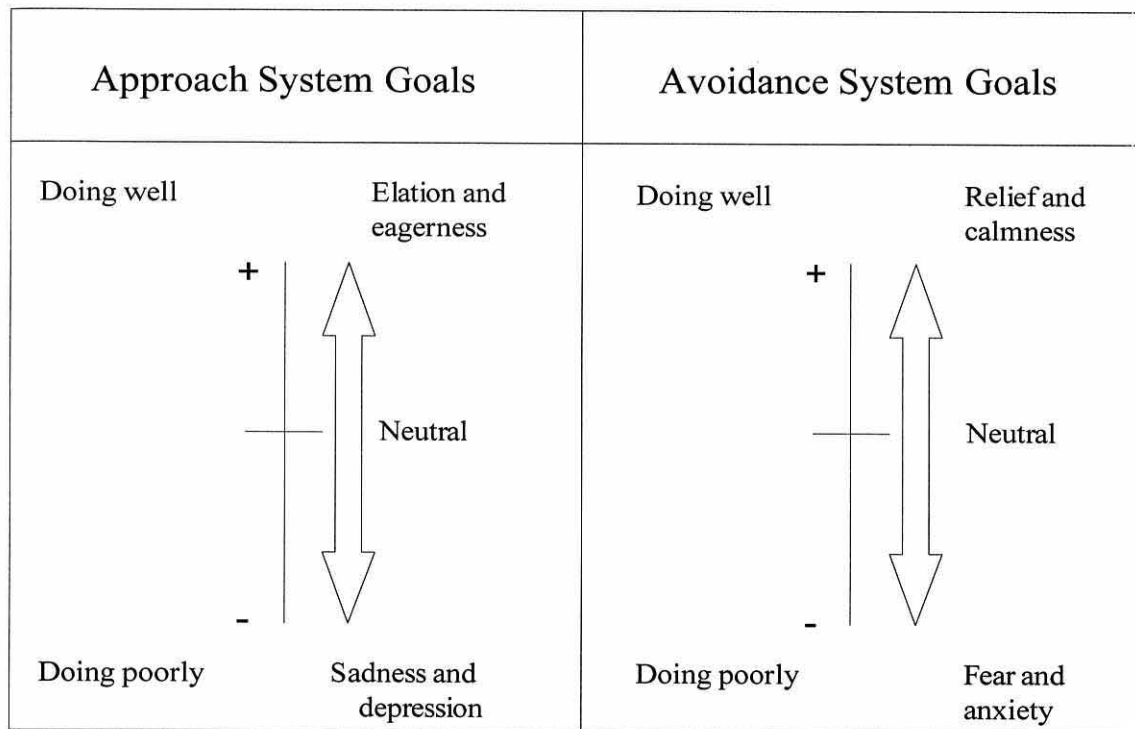 Approach System Goals
Avoidance System Goals
Doing well
Elation and
eagerness
+
Neutral
-
Doing poorly
Sadness and
depression
Doing well
Relief and
calmness
+
Neutral
-
Doing poorly
Fear and
anxiety